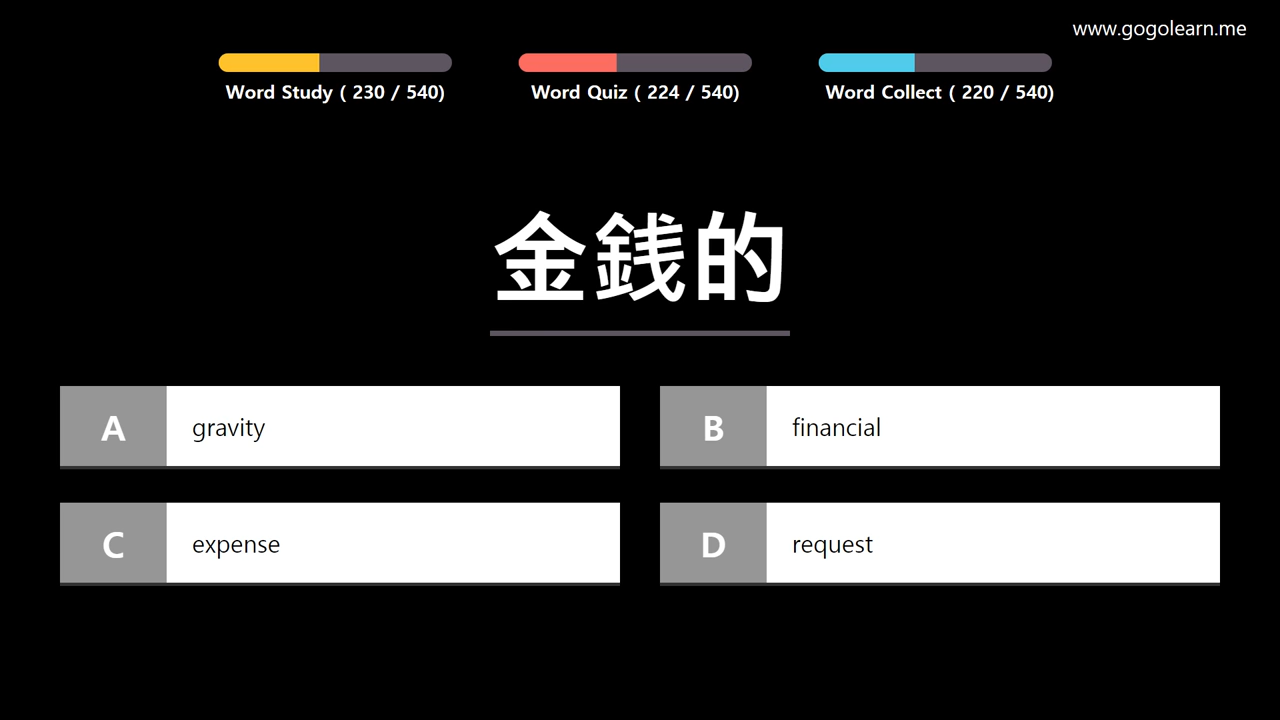 www.gogolearn.me
Word Study ( 230 / 540)
Word Quiz ( 224 / 540)
Word Collect ( 220 / 540)
金銭的
A gravity
B financial
C expense
D request